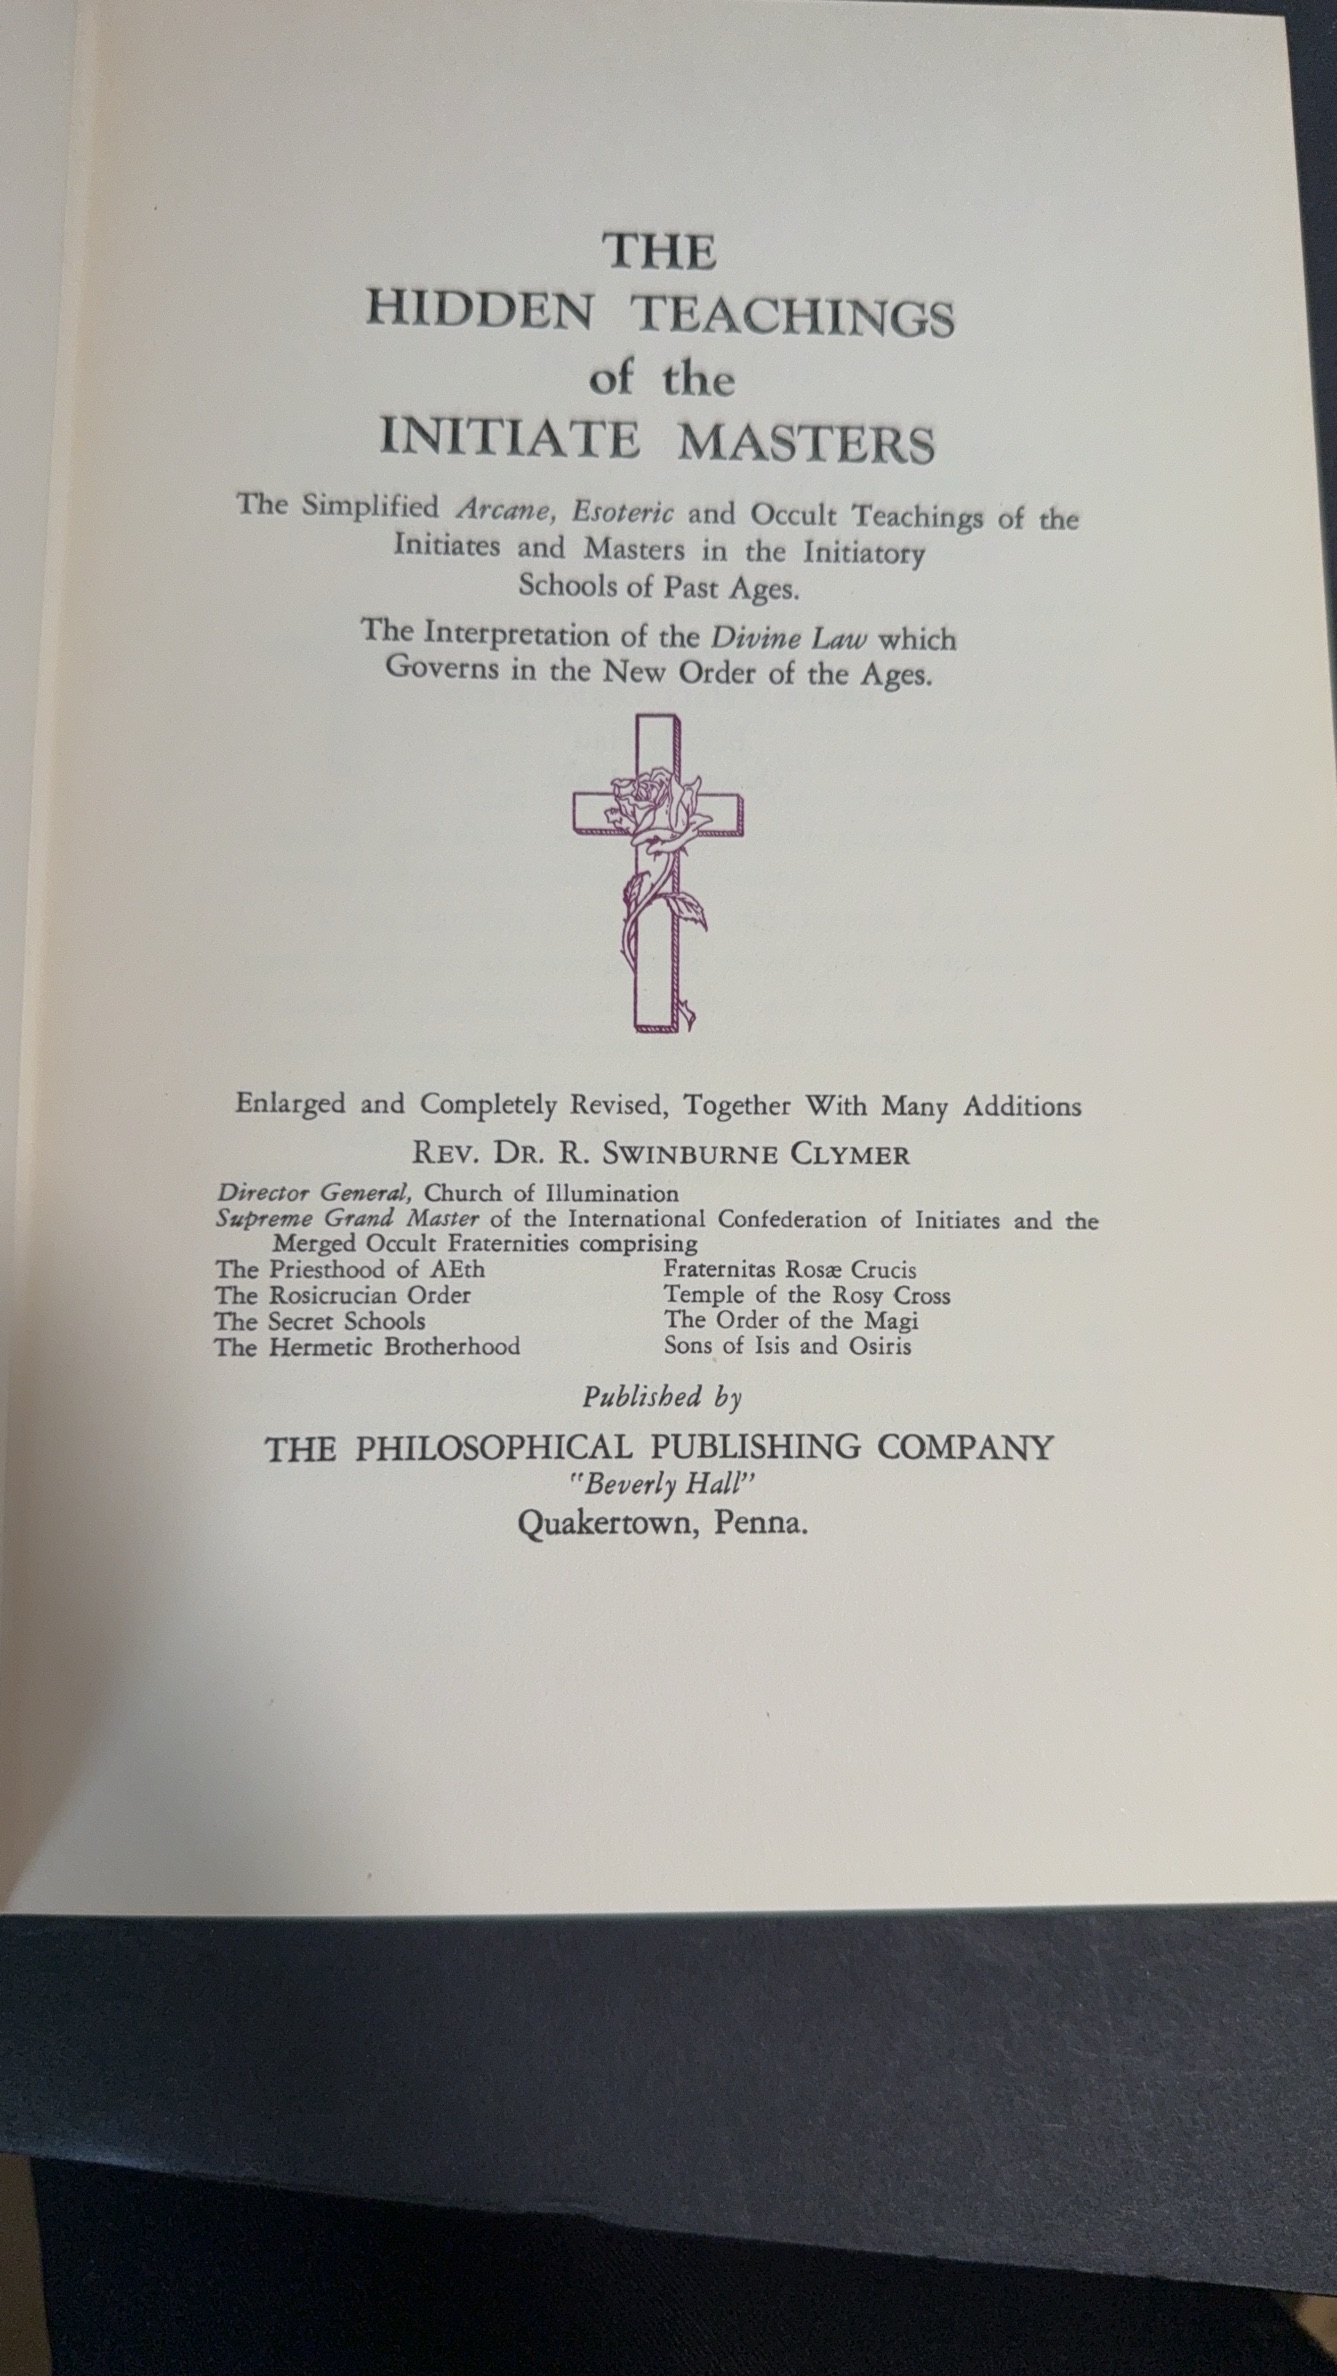 THE
HIDDEN TEACHINGS
of the
INITIATE MASTERS
The Simplified Arcane, Esoteric and Occult Teachings of the
Initiates and Masters in the Initiatory
Schools of Past Ages.
The Interpretation of the Divine Law which
Governs in the New Order of the Ages.
Enlarged and Completely Revised, Together With Many Additions
REV. DR. R. SWINBURNE CLYMER
Director General, Church of Illumination
Supreme Grand Master of the International Confederation of Initiates and the
Merged Occult Fraternities comprising
The Priesthood of AEth
The Rosicrucian Order
The Secret Schools
The Hermetic Brotherhood
Fraternitas Rosæ Crucis
Temple of the Rosy Cross
The Order of the Magi
Sons of Isis and Osiris
Published by
THE PHILOSOPHICAL PUBLISHING COMPANY
"Beverly Hall"
Quakertown, Penna.